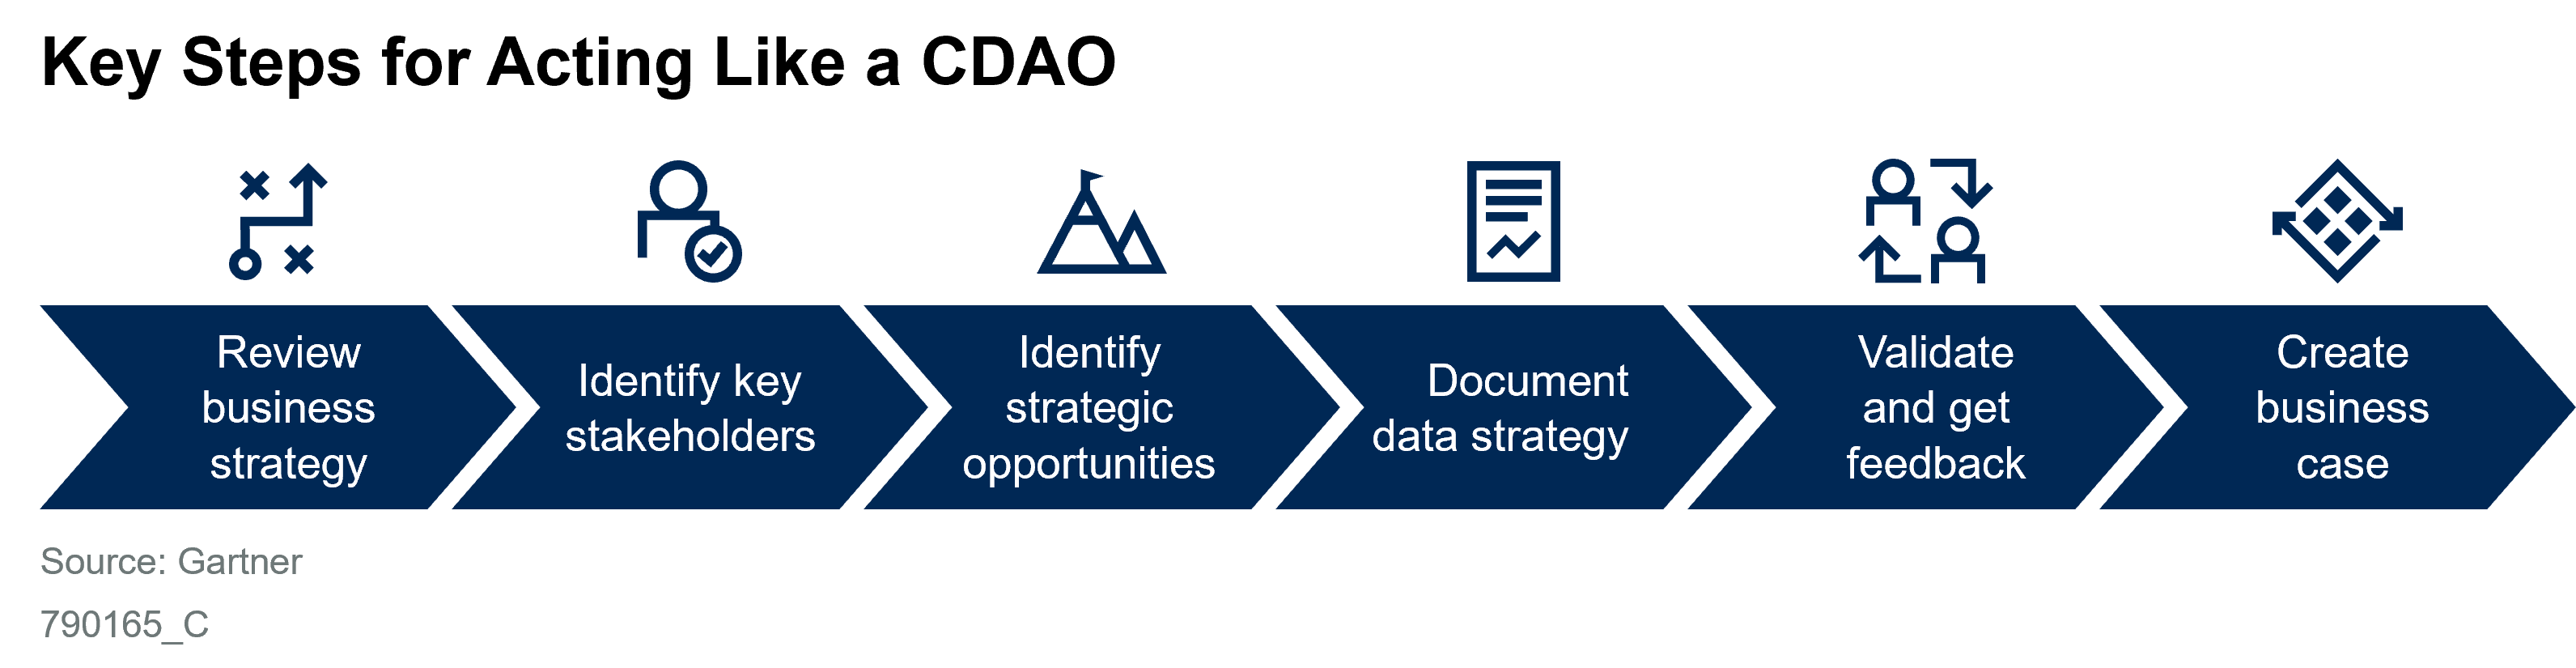 Key Steps for Acting Like a CDAO
Review
business
strategy
Identify key
stakeholders
Identify
strategic
opportunities
Document
data strategy
Validate
and get
feedback
Create
business
case
Source: Gartner
790165_C